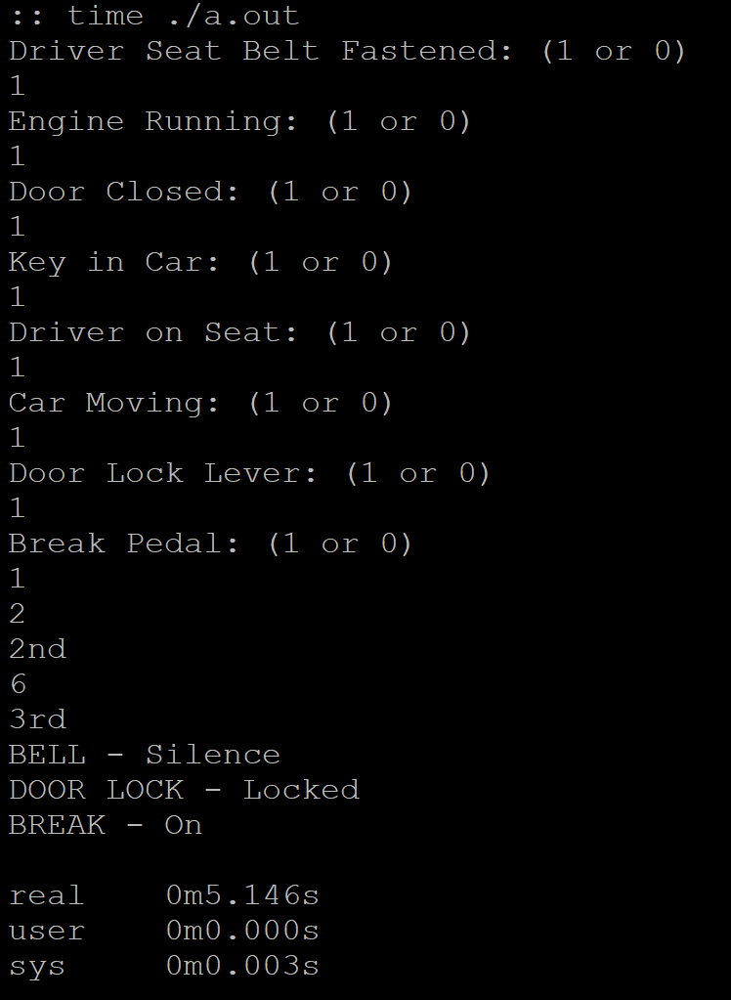 :: time ./a.out
Driver Seat Belt Fastened: (1 or 0)
1
Engine Running: (1 or 0)
1
Door Closed: (1 or 0)
1
Key in Car: (1 or 0)
1
Driver on Seat: (1 or 0)
1
Car Moving: (1 or 0)
1
Door Lock Lever: (1 or 0)
1
Break Pedal: (1 or 0)
1
2
2nd
6
3rd
BELL - Silence
DOOR LOCK - Locked
BREAK - On
real 0m5.146s
user 0m0.000s
sys 0m0.003s